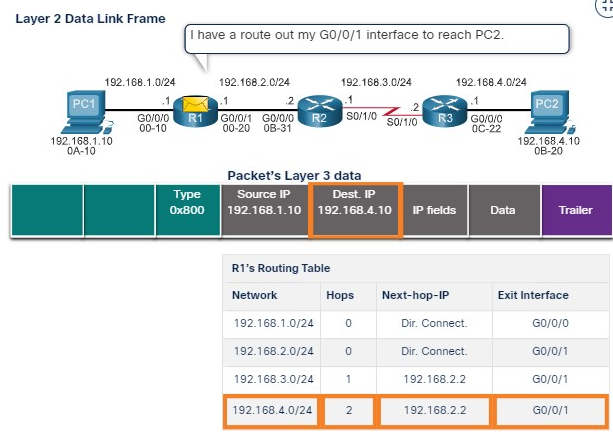 Layer 2 Data Link Frame
I have a route out my G0/0/1 interface to reach PC2.
192.168.1.0/24 192.168.2.0/24 192.168.3.0/24 192.168.4.0/24
PC1 .1 R1 .1 .2 R2 .1 .2 R3 .1 PC2
G0/0/0 G0/0/1 G0/0/0 S0/1/0 S0/1/0 G0/0/0
00-10 00-20 0B-31 0C-22
192.168.1.10 192.168.4.10
0A-10 0B-20
Packet's Layer 3 data
Type Source IP Dest. IP
0x800 192.168.1.10 192.168.4.10 IP fields Data Trailer
R1's Routing Table
Network Hops Next-hop-IP Exit Interface
192.168.1.0/24 0 Dir. Connect. G0/0/0
192.168.2.0/24 0 Dir. Connect. G0/0/1
192.168.3.0/24 1 192.168.2.2 G0/0/1
192.168.4.0/24 2 192.168.2.2 G0/0/1